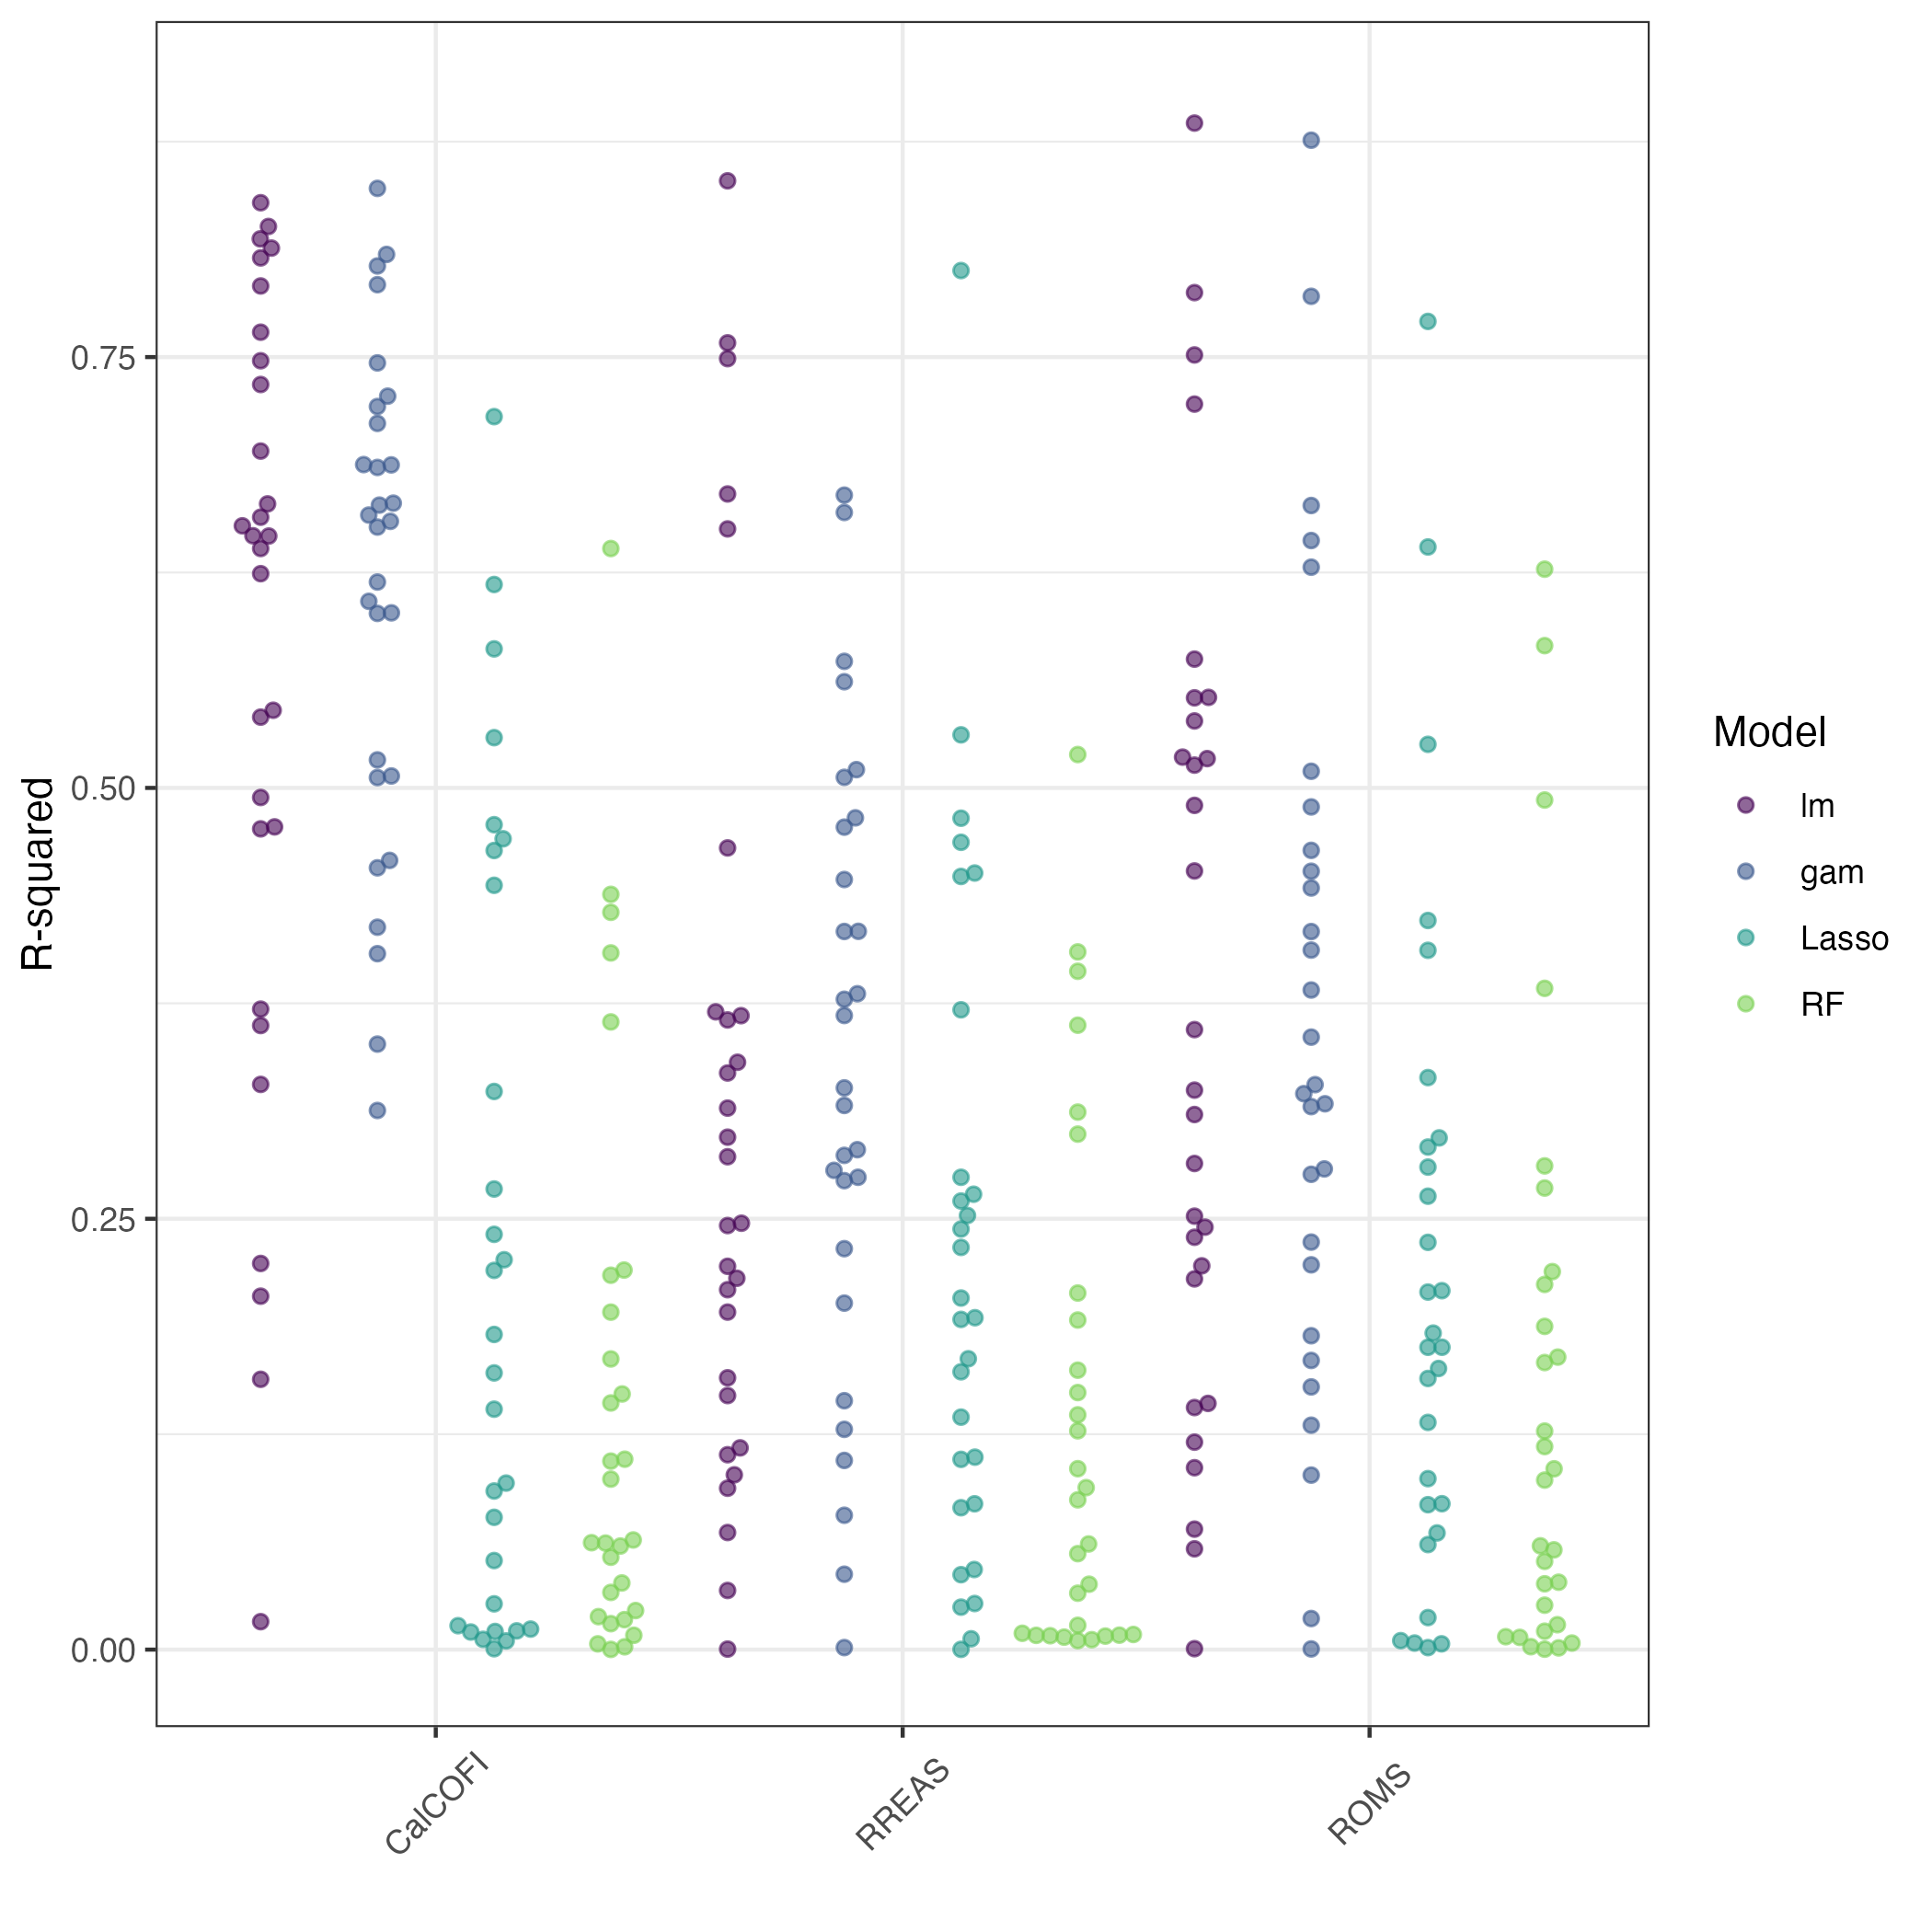 R-squared
0.75
0.50
0.25
0.00
CalCOFI
RREAS
ROMS
Model
lm
gam
Lasso
RF